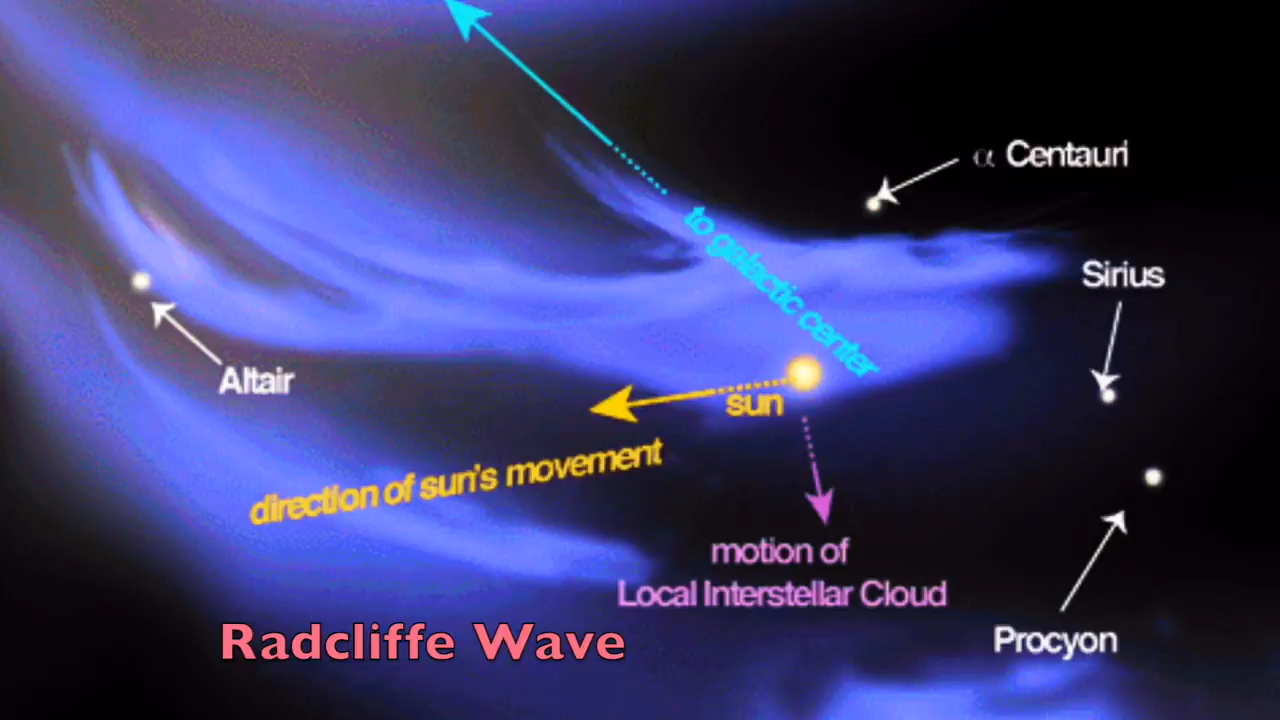 α Centauri
to galactic center
Sirius
Altair
sun
direction of sun's movement
motion of
Local Interstellar Cloud
Radcliffe Wave
Procyon